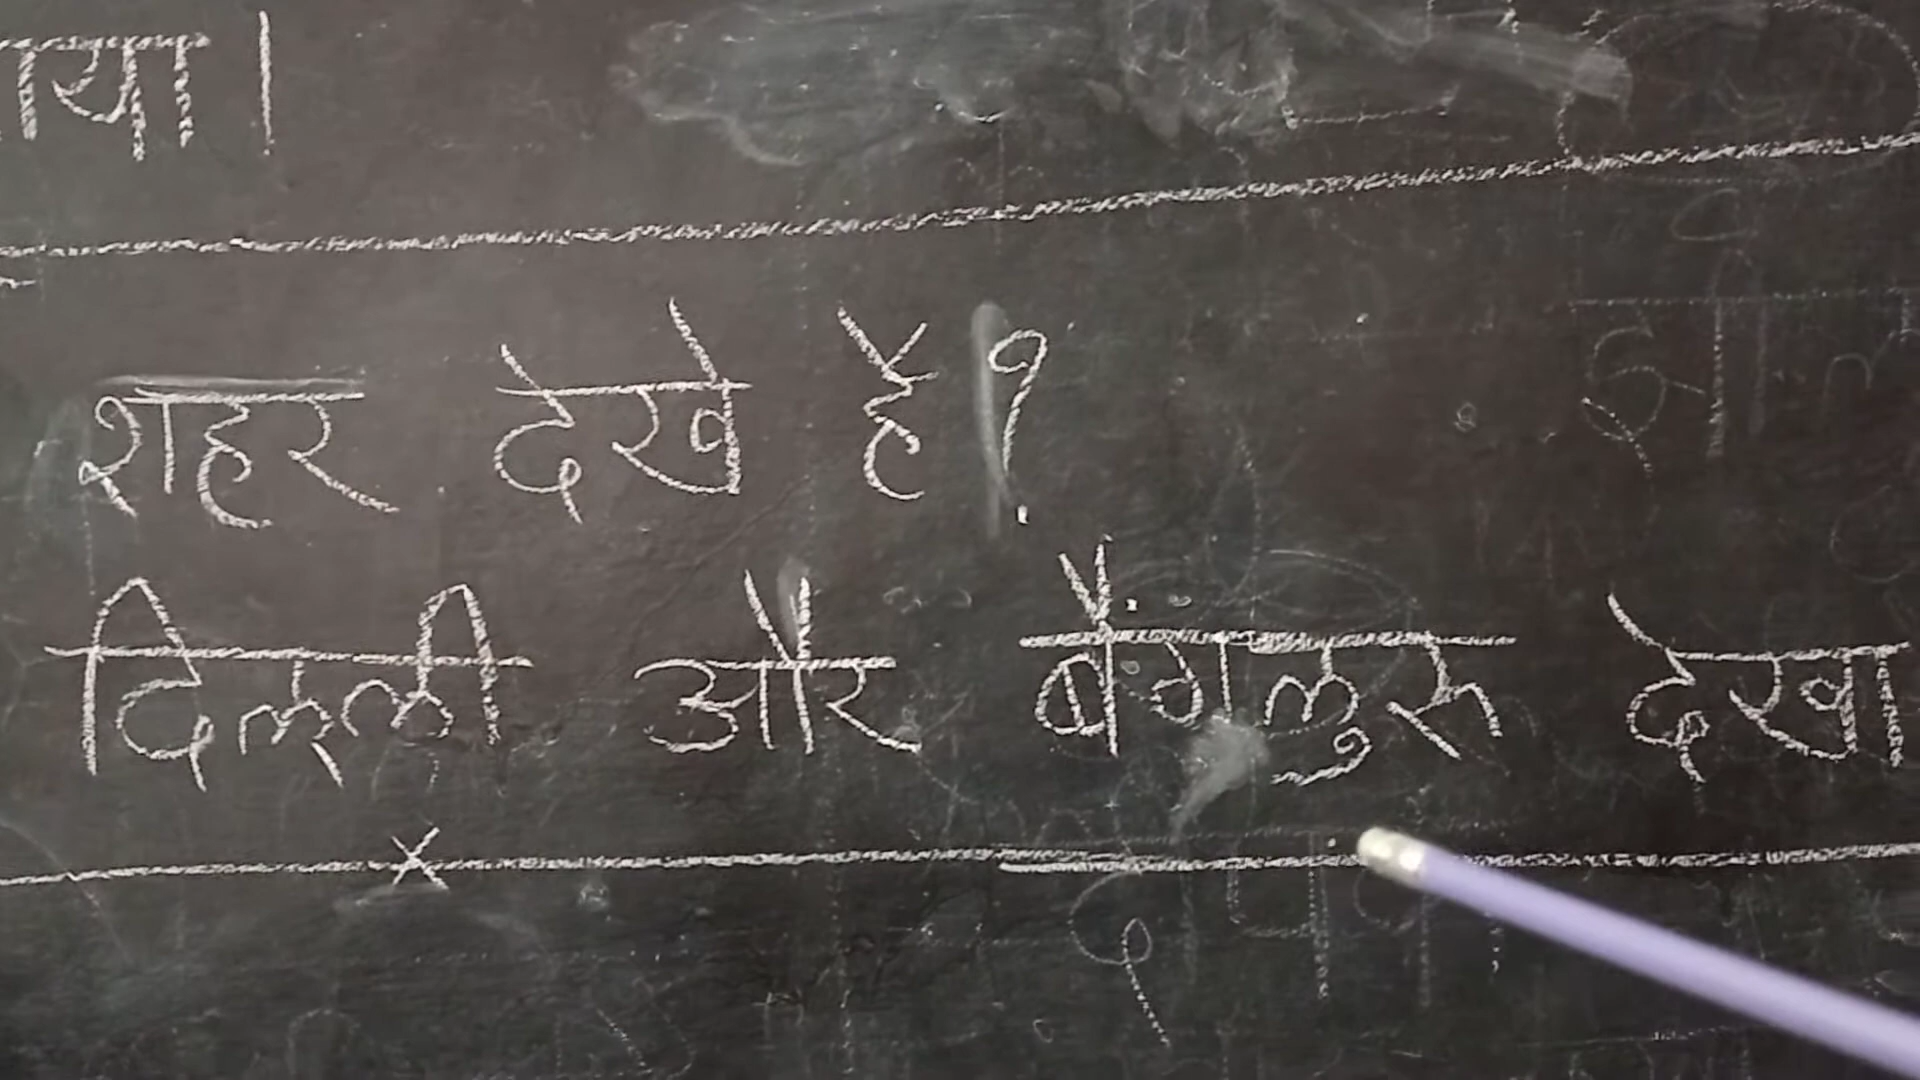 शहर देखे है?
दिल्ली और बैंगलुरु देखा